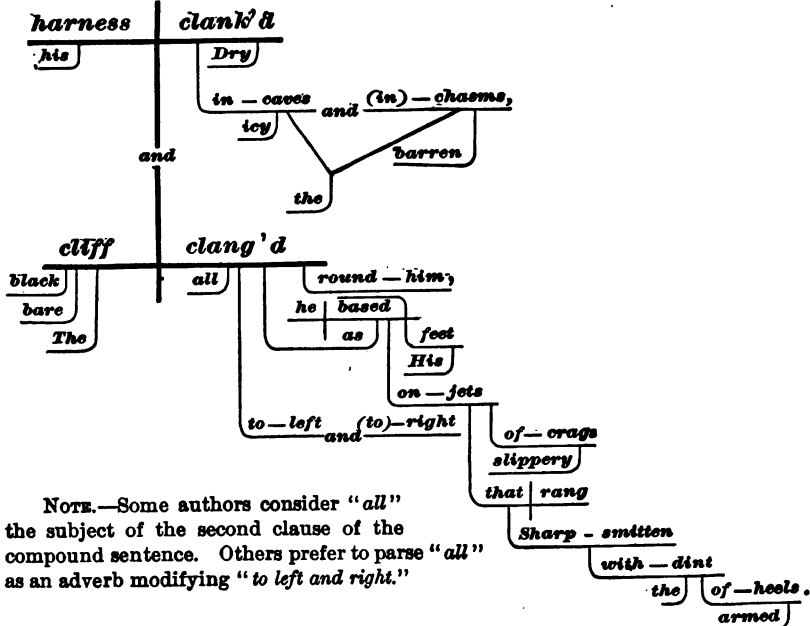 harness clank'd
his Dry
in – caves and (in) – chasms,
icy
barren
and
the
cliff clang'd
black all round – him,
bare he based
as feet
The His
on – jets
to – left and (to) – right
of – crags
slippery
that rang
Sharp - smitten
with – dint
the of – heels.
armed
NOTE.—Some authors consider "all"
the subject of the second clause of the
compound sentence. Others prefer to parse "all"
as an adverb modifying "to left and right."